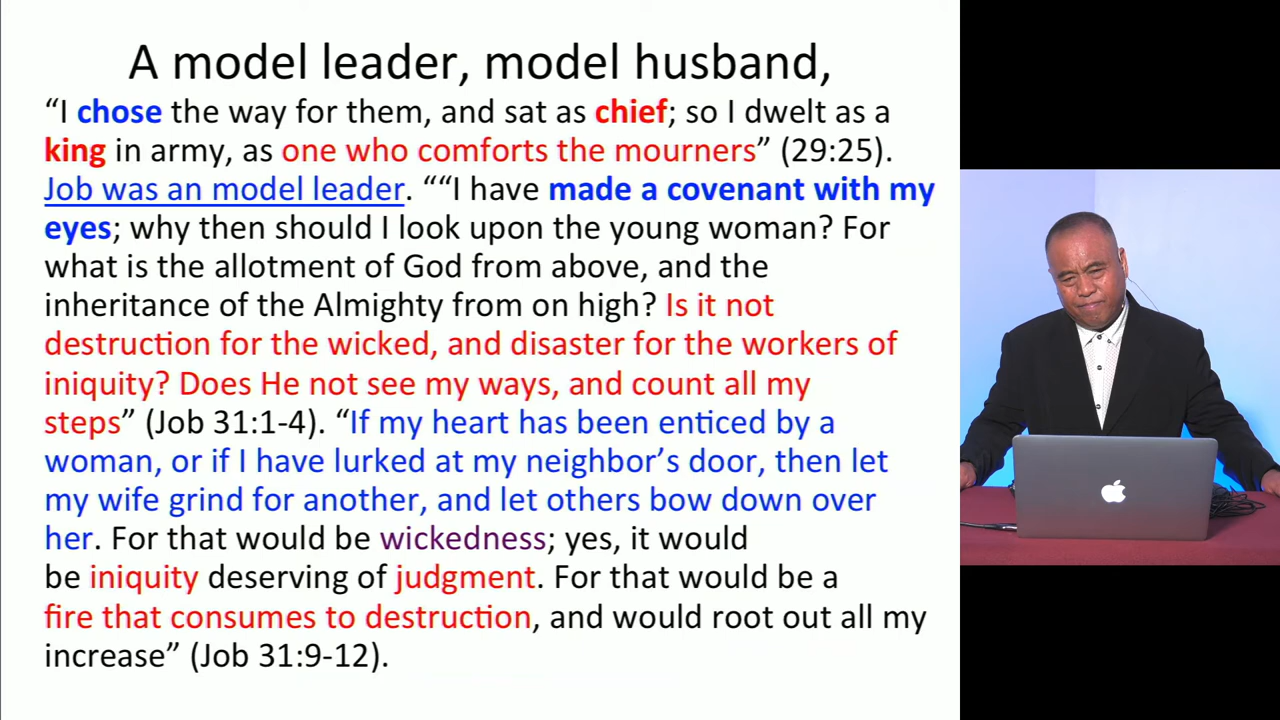 A model leader, model husband,
“I chose the way for them, and sat as chief; so I dwelt as a
king in army, as one who comforts the mourners” (29:25).
Job was an model leader. ““I have made a covenant with my
eyes; why then should I look upon the young woman? For
what is the allotment of God from above, and the
inheritance of the Almighty from on high? Is it not
destruction for the wicked, and disaster for the workers of
iniquity? Does He not see my ways, and count all my
steps” (Job 31:1-4). “If my heart has been enticed by a
woman, or if I have lurked at my neighbor’s door, then let
my wife grind for another, and let others bow down over
her. For that would be wickedness; yes, it would
be iniquity deserving of judgment. For that would be a
fire that consumes to destruction, and would root out all my
increase” (Job 31:9-12).